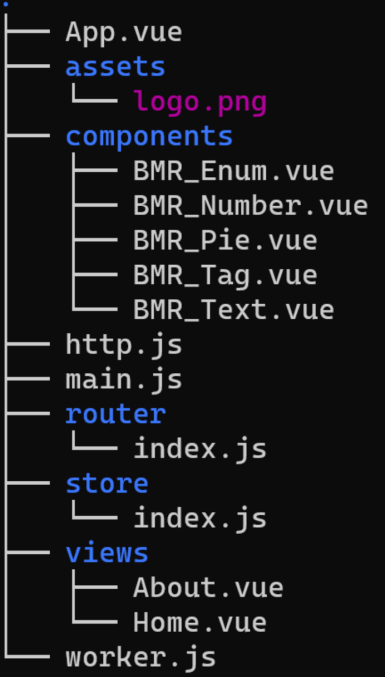 .
App.vue
assets
logo.png
components
BMR_Enum.vue
BMR_Number.vue
BMR_Pie.vue
BMR_Tag.vue
BMR_Text.vue
http.js
main.js
router
index.js
store
index.js
views
About.vue
Home.vue
worker.js